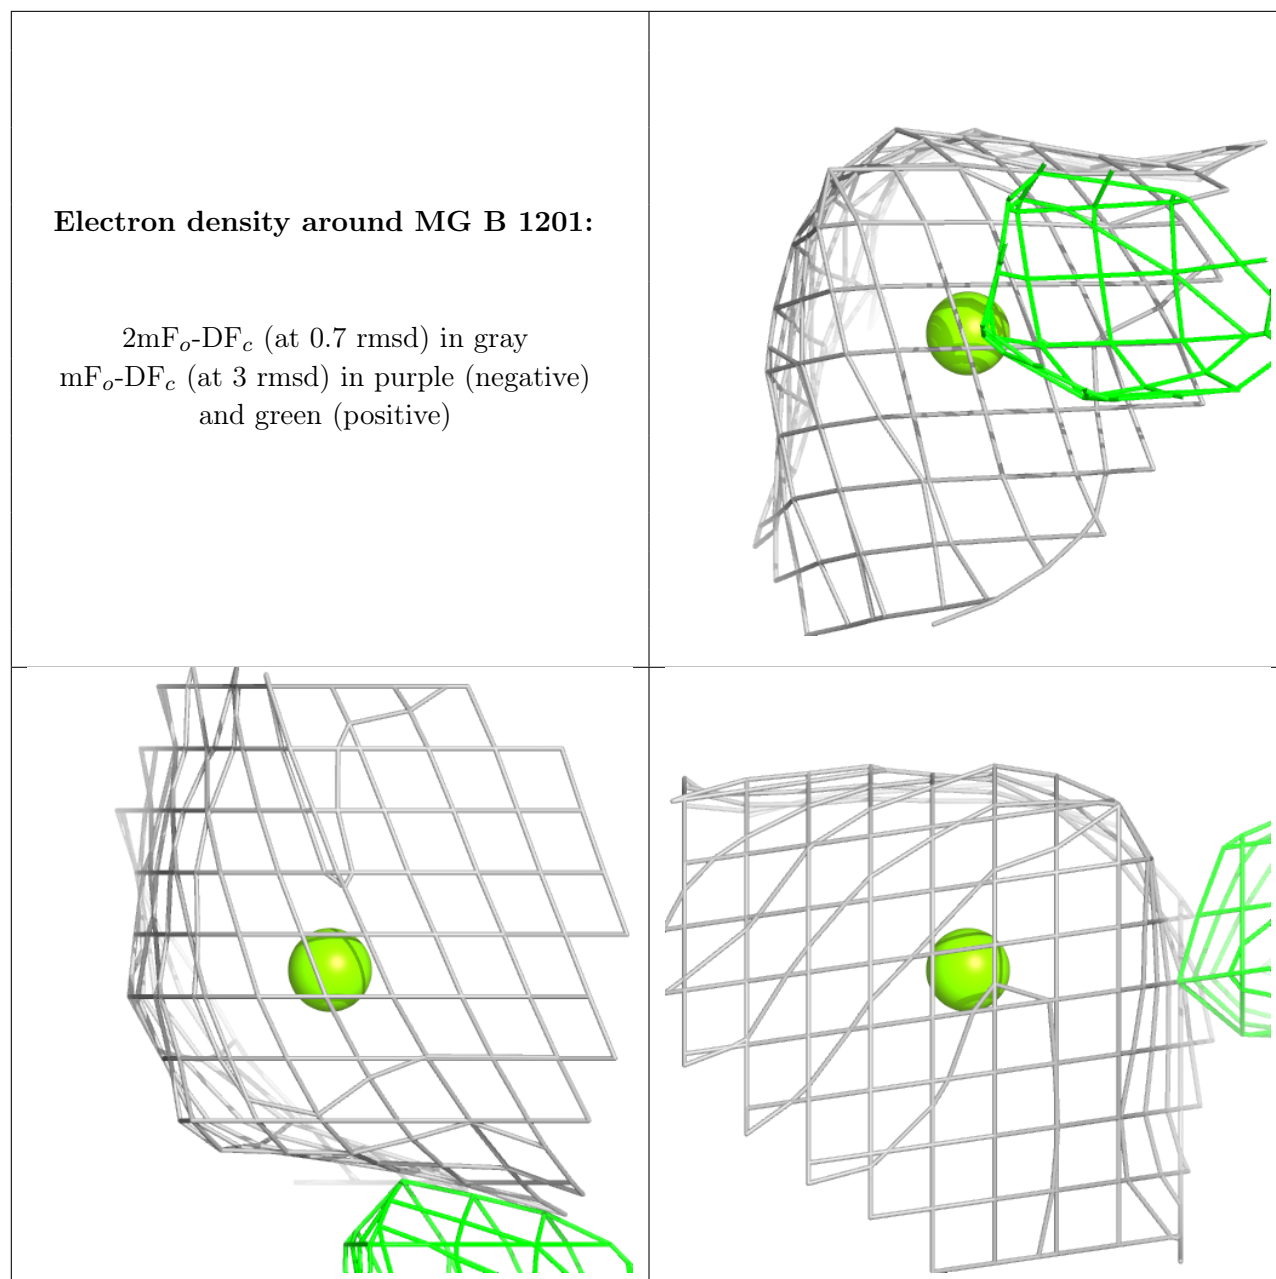 Electron density around MG B 1201:
2mFo-DFc (at 0.7 rmsd) in gray
mFo-DFc (at 3 rmsd) in purple (negative)
and green (positive)